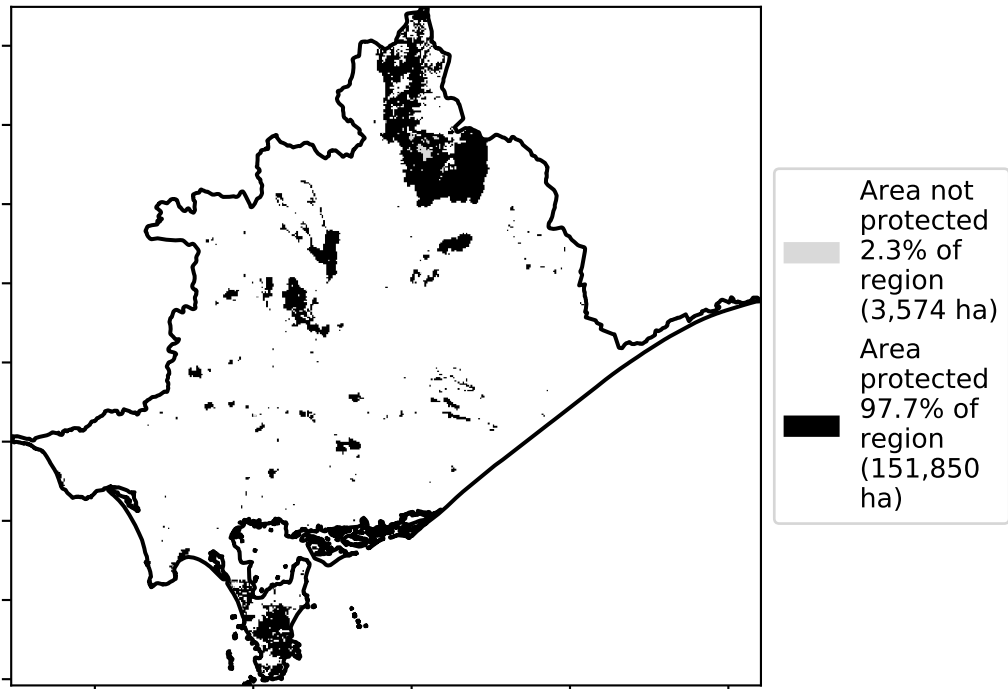 Area not
protected
2.3% of
region
(3,574 ha)
Area
protected
97.7% of
region
(151,850
ha)